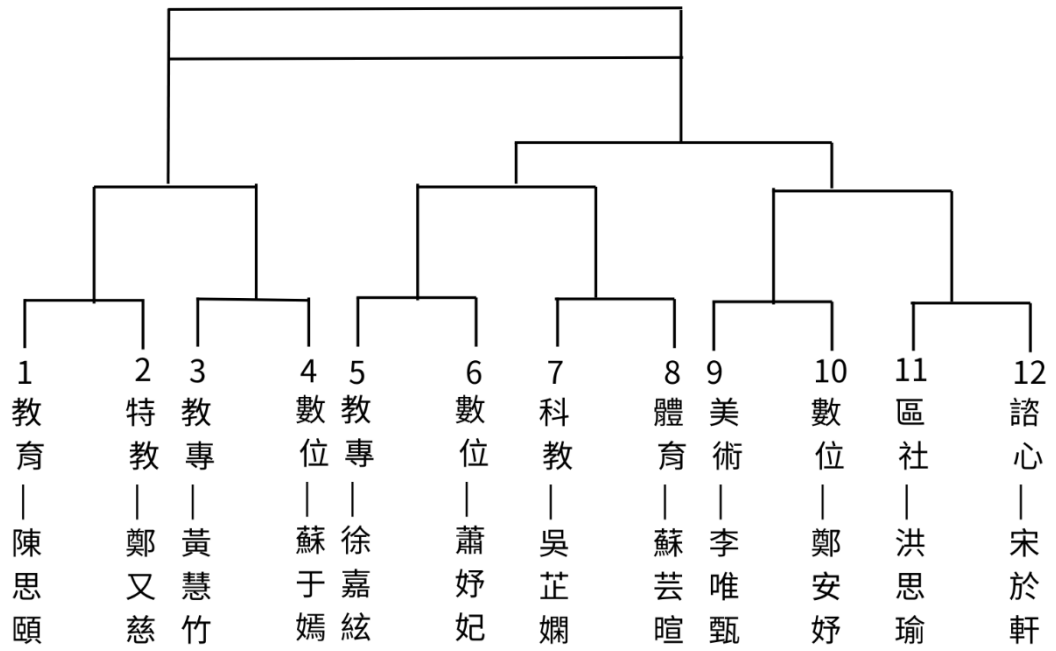 1 教育—陳思頤
2 特教—鄭又慈
3 教專—黃慧竹
4 數位—蘇于嫣
5 教專—徐嘉絃
6 數位—蕭妤妃
7 科教—吳芷嫻
8 體育—蘇芸暄
9 美術—李唯甄
10 數位—鄭安妤
11 區社—洪思瑜
12 諮心—宋於軒